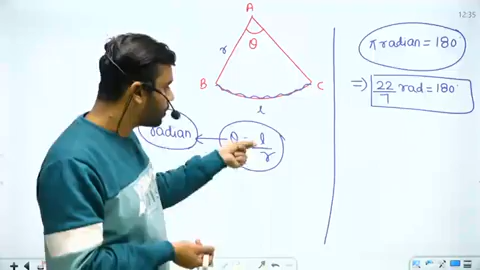 12:35
A
r
θ
B
C
l
radian
θ = l/r
π radian = 180°
⇒ 22/7 rad = 180°